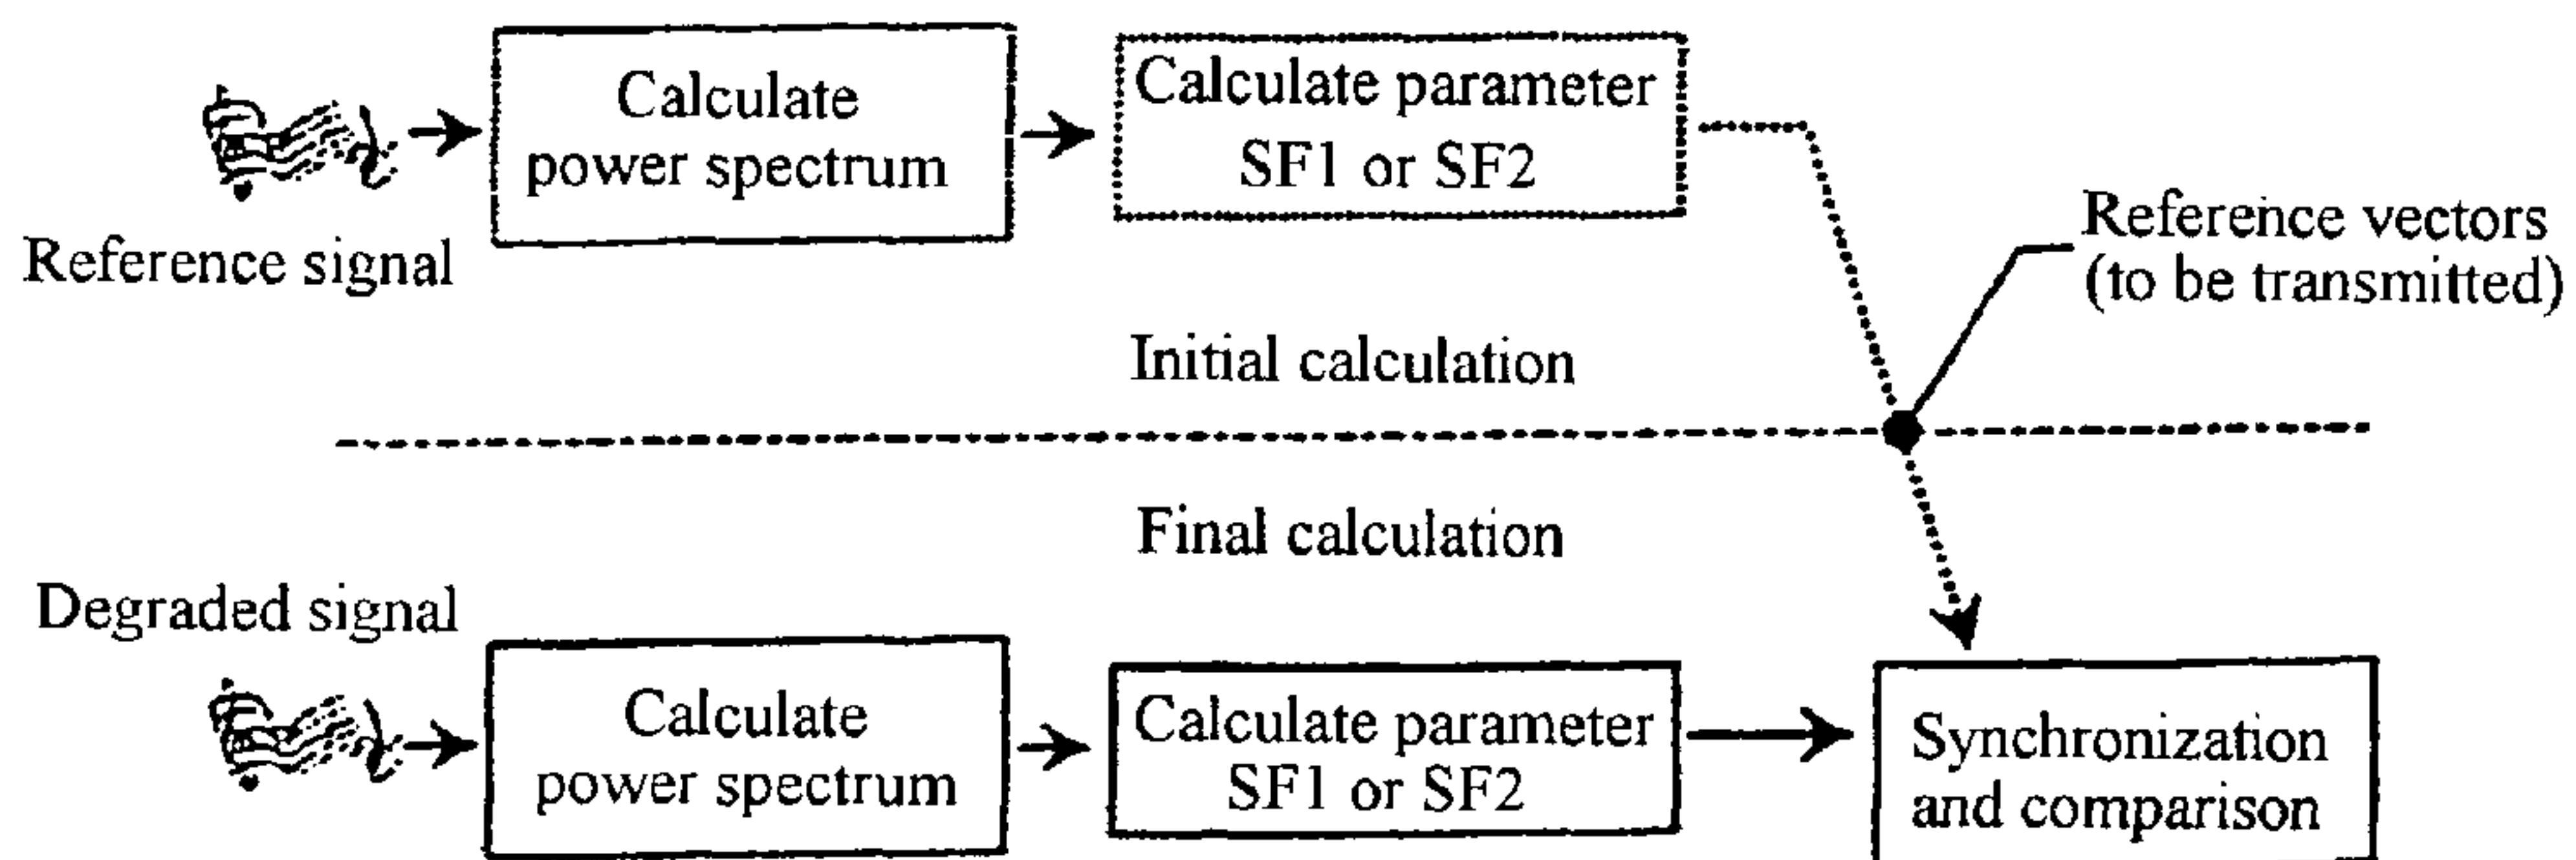 Calculate
power spectrum
Calculate parameter
SF1 or SF2
Reference signal
Reference vectors
(to be transmitted)
Initial calculation
Final calculation
Degraded signal
Calculate
power spectrum
Calculate parameter
SF1 or SF2
Synchronization
and comparison